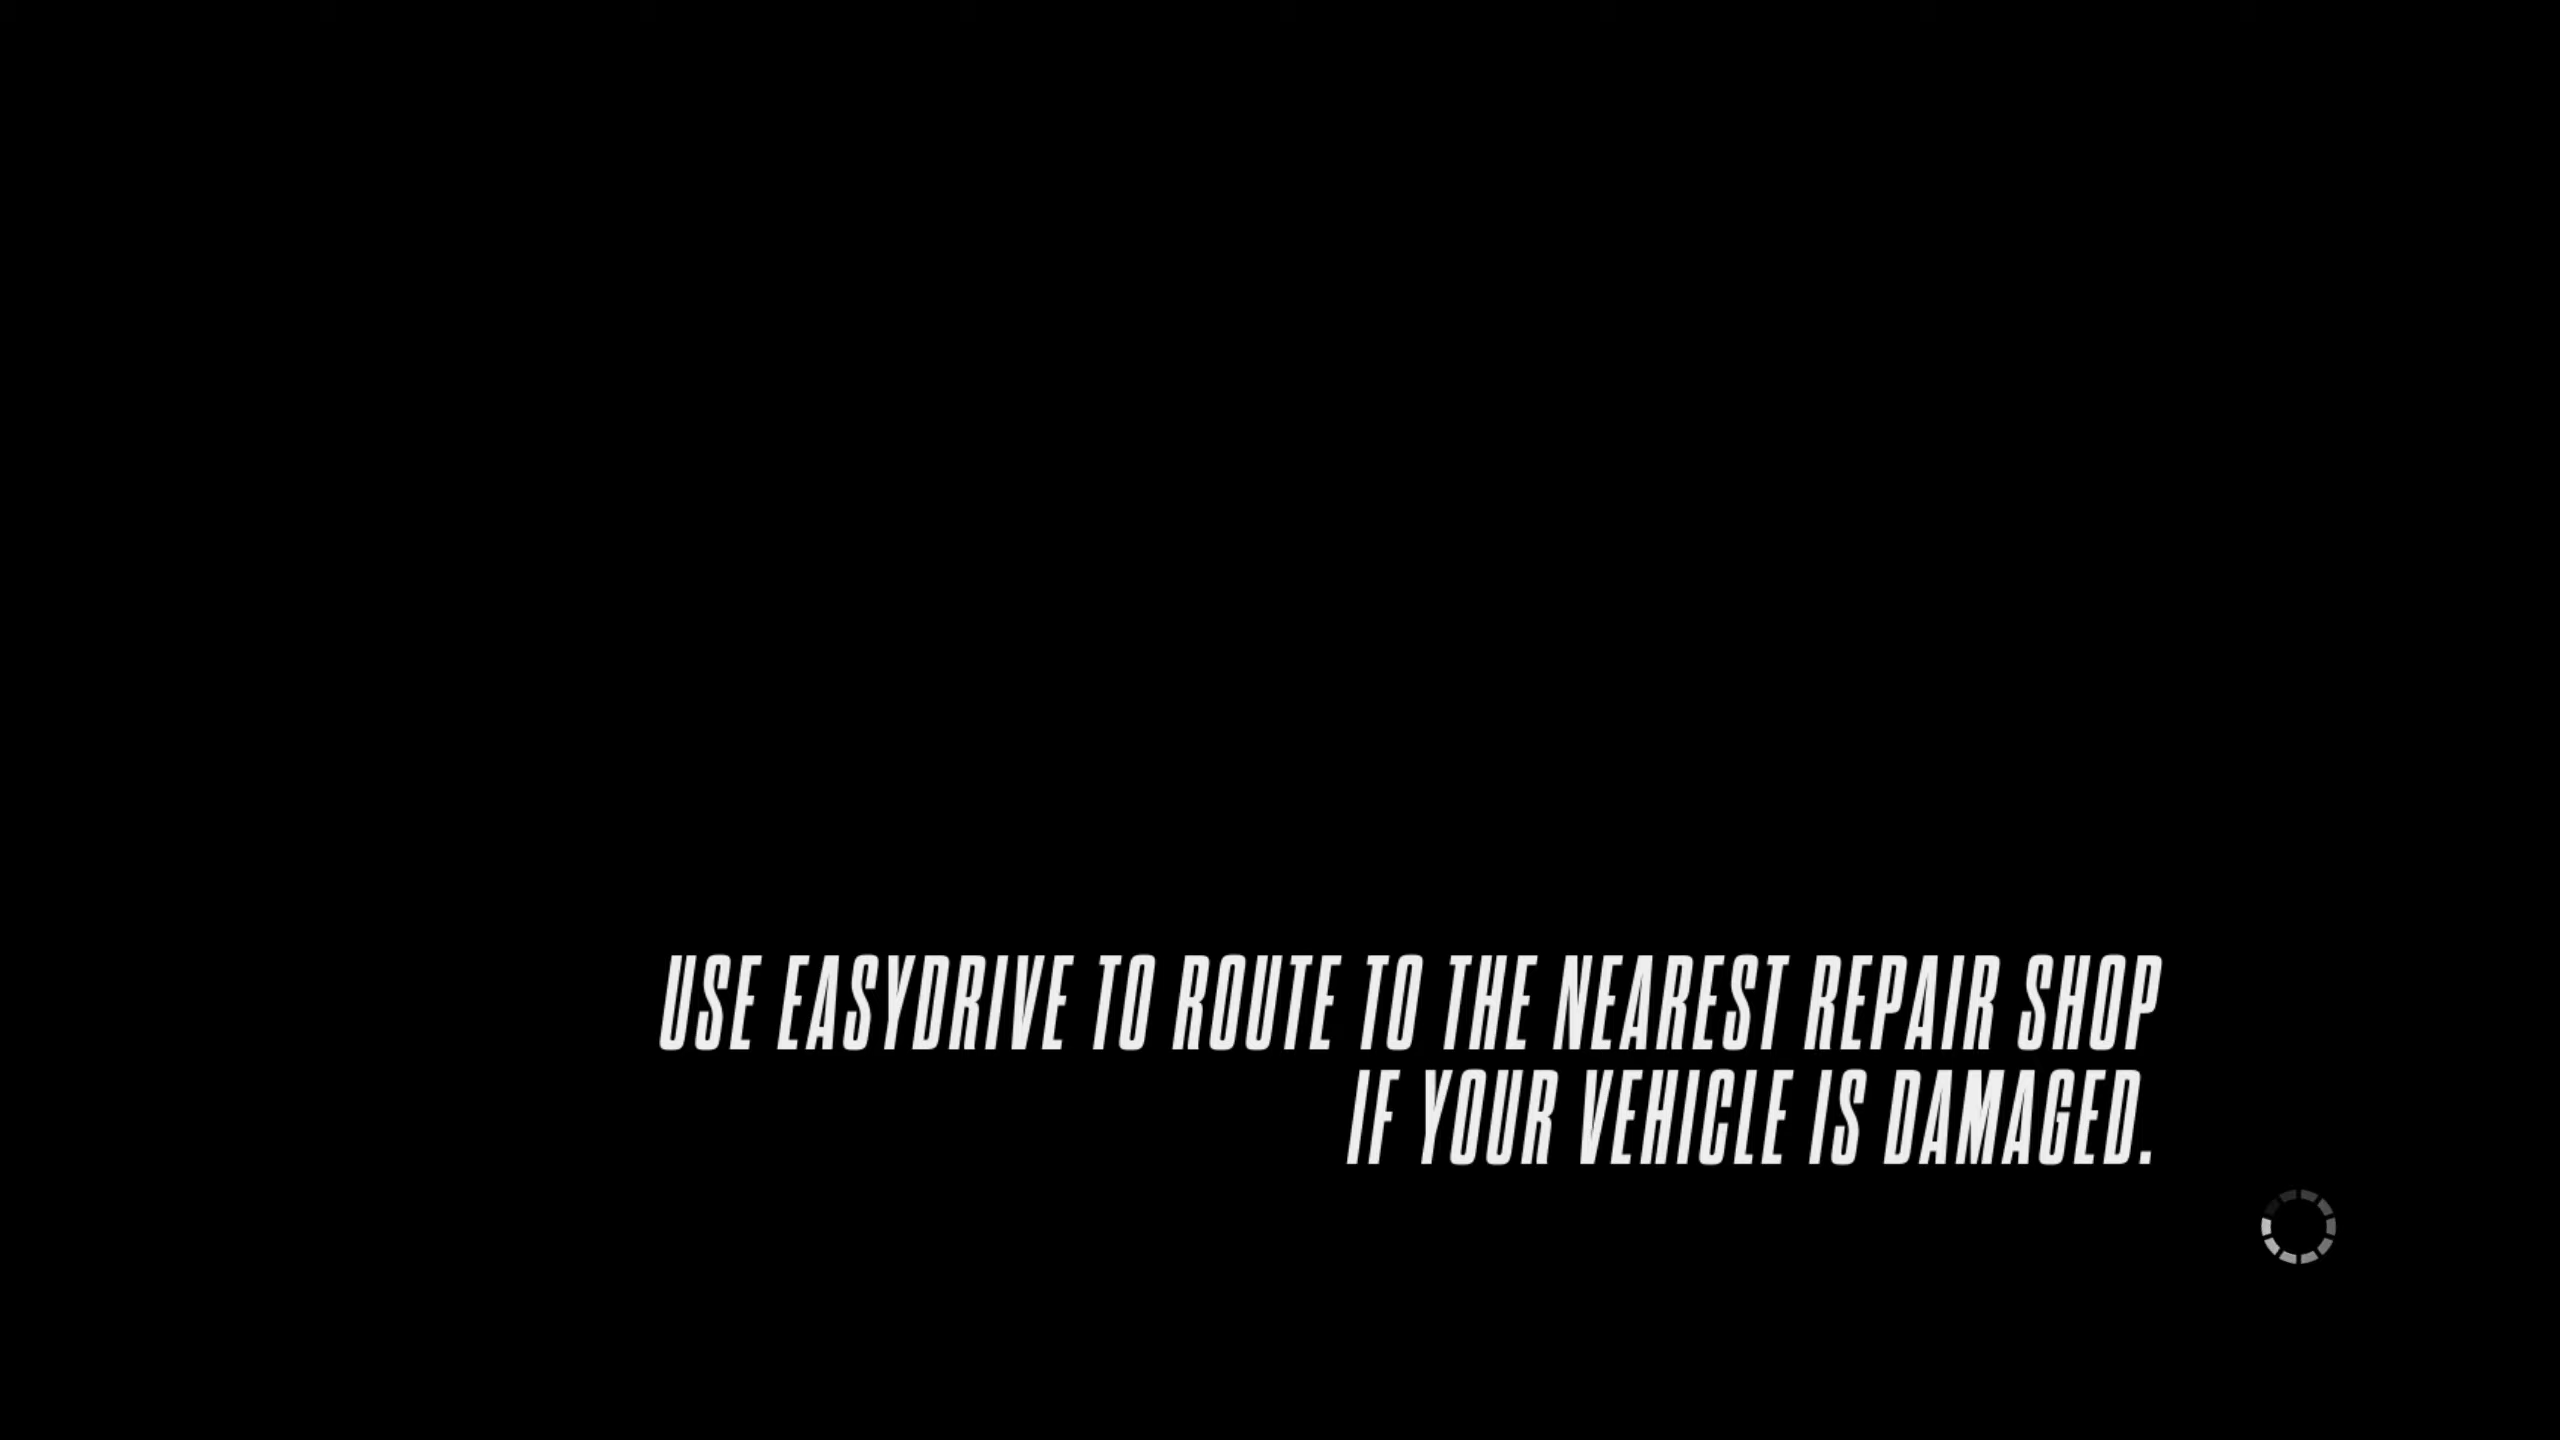 USE EASYDRIVE TO ROUTE TO THE NEAREST REPAIR SHOP
IF YOUR VEHICLE IS DAMAGED.